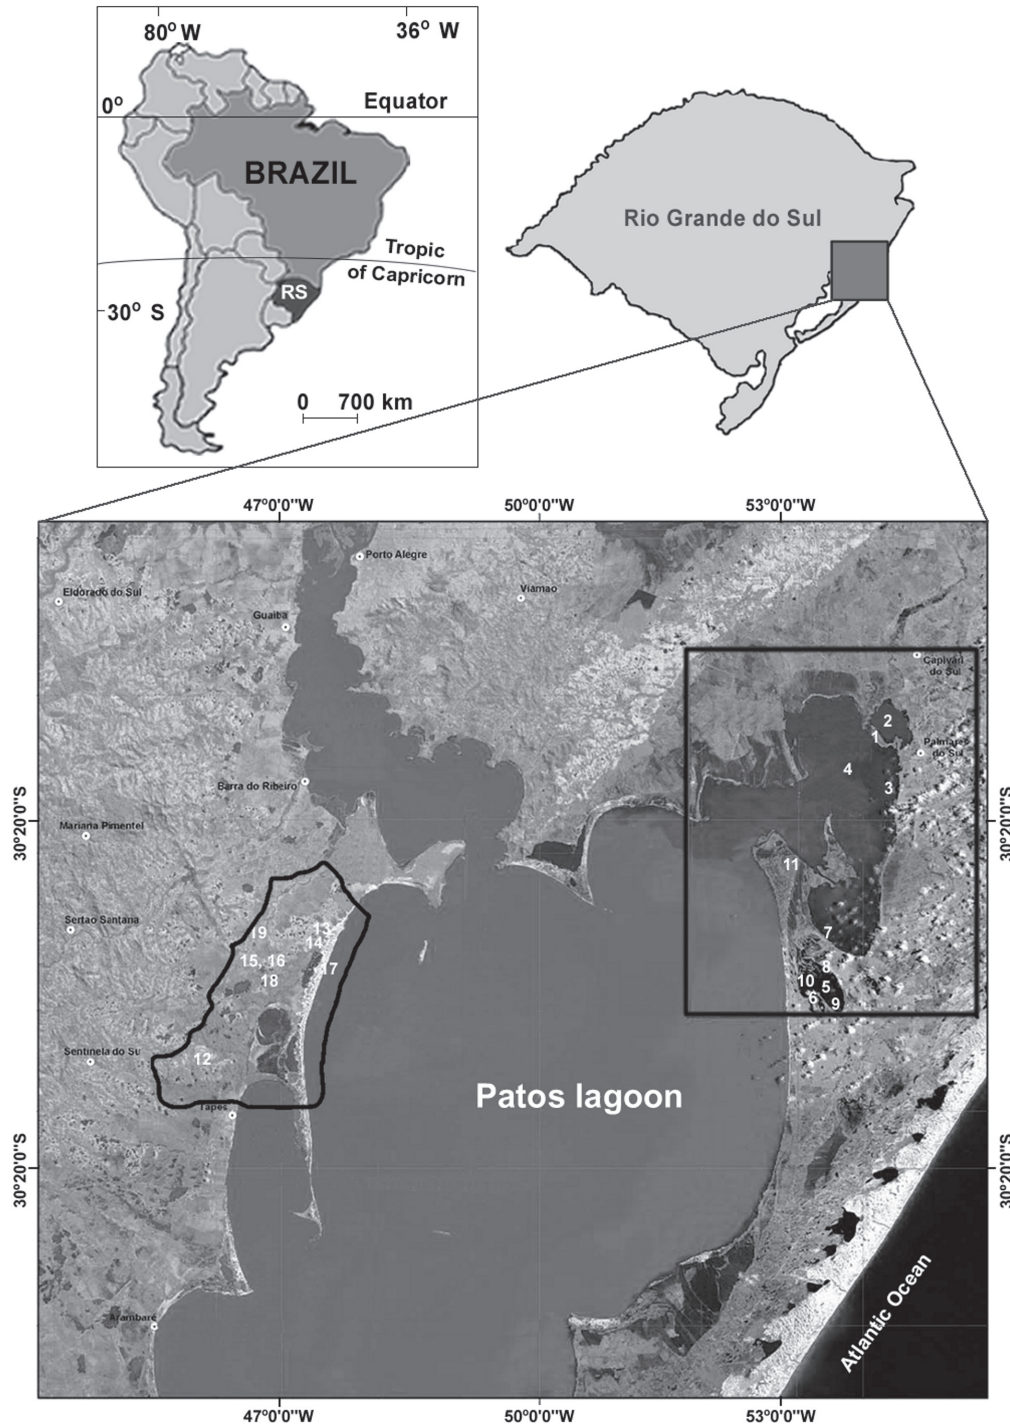 80° W
36° W
0°
Equator
BRAZIL
Tropic
of Capricorn
RS
30° S
0 700 km
Rio Grande do Sul
47°0'0"W 50°0'0"W 53°0'0"W
Porto Alegre
Eldorado do Sul
Viamao
Guaiba
Capivari
do Sul
2
1
Palmares
do Sul
4
3
Barra do Ribeiro
30°20'0"S
30°20'0"S
Mariana Pimentel
11
Sertao Santana
19
13
14
7
15, 16
17
8
18
10
5
6
9
Sentinela do Su
12
Patos lagoon
Tapes
30°20'0"S
30°20'0"S
Arambaré
Atlantic Ocean
47°0'0"W 50°0'0"W 53°0'0"W